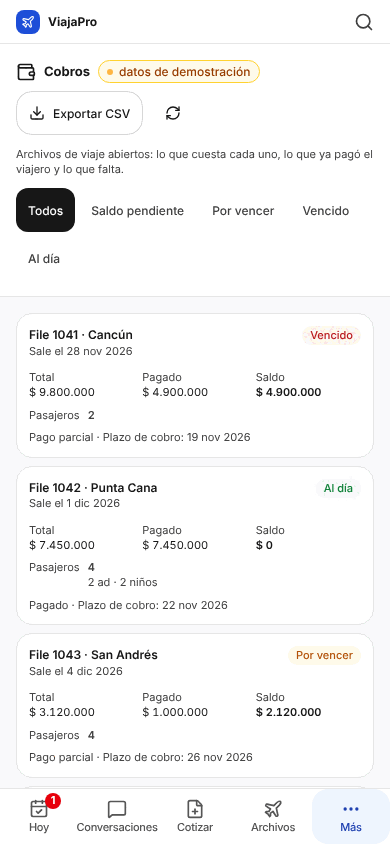 ViajaPro
Cobros
datos de demostración
Exportar CSV
Archivos de viaje abiertos: lo que cuesta cada uno, lo que ya pagó el
viajero y lo que falta.
Todos
Saldo pendiente
Por vencer
Vencido
Al día
File 1041 · Cancún
Vencido
Sale el 28 nov 2026
Total
Pagado
Saldo
$ 9.800.000
$ 4.900.000
$ 4.900.000
Pasajeros 2
Pago parcial · Plazo de cobro: 19 nov 2026
File 1042 · Punta Cana
Al día
Sale el 1 dic 2026
Total
Pagado
Saldo
$ 7.450.000
$ 7.450.000
$ 0
Pasajeros 4
2 ad · 2 niños
Pagado · Plazo de cobro: 22 nov 2026
File 1043 · San Andrés
Por vencer
Sale el 4 dic 2026
Total
Pagado
Saldo
$ 3.120.000
$ 1.000.000
$ 2.120.000
Pasajeros 4
Pago parcial · Plazo de cobro: 26 nov 2026
1
Hoy
Conversaciones
Cotizar
Archivos
Más